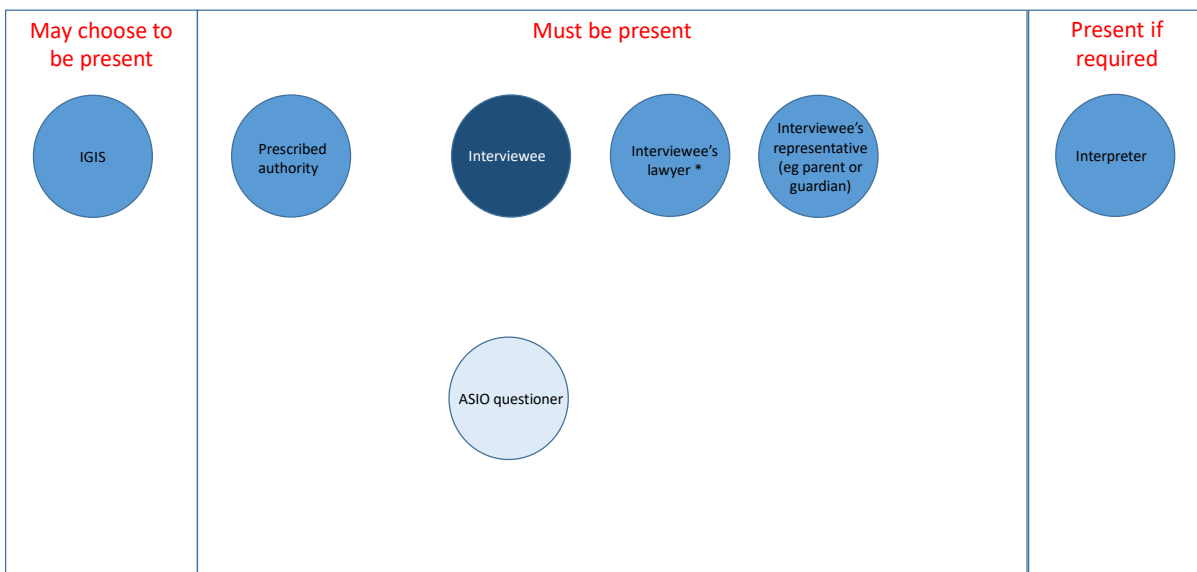 May choose to
be present
Must be present
Present if
required
IGIS
Prescribed
authority
Interviewee
Interviewee’s
lawyer *
Interviewee’s
representative
(eg parent or
guardian)
Interpreter
ASIO questioner